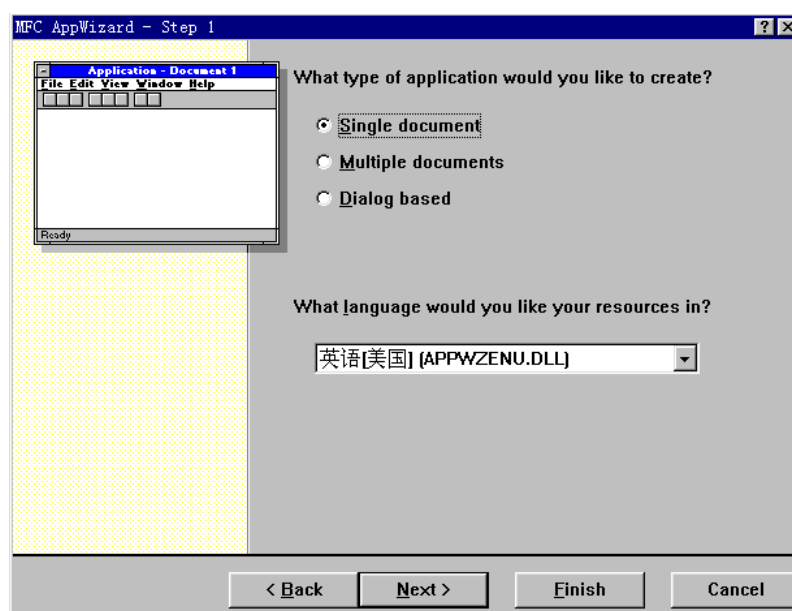 MFC AppWizard - Step 1
Application - Document 1
File Edit View Window Help
Ready
What type of application would you like to create?
Single document
Multiple documents
Dialog based
What language would you like your resources in?
英语[美国] (APPWZENU.DLL)
< Back Next > Finish Cancel